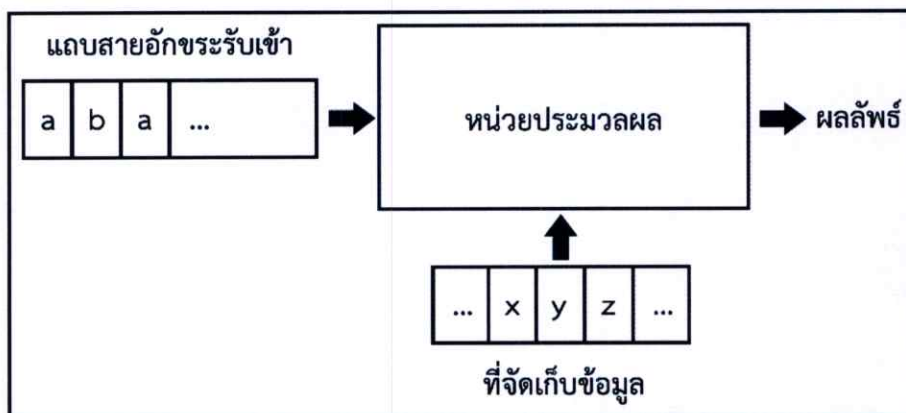 แถบสายอักขระรับเข้า
a b a ...
หน่วยประมวลผล
ผลลัพธ์
... x y z ...
ที่จัดเก็บข้อมูล